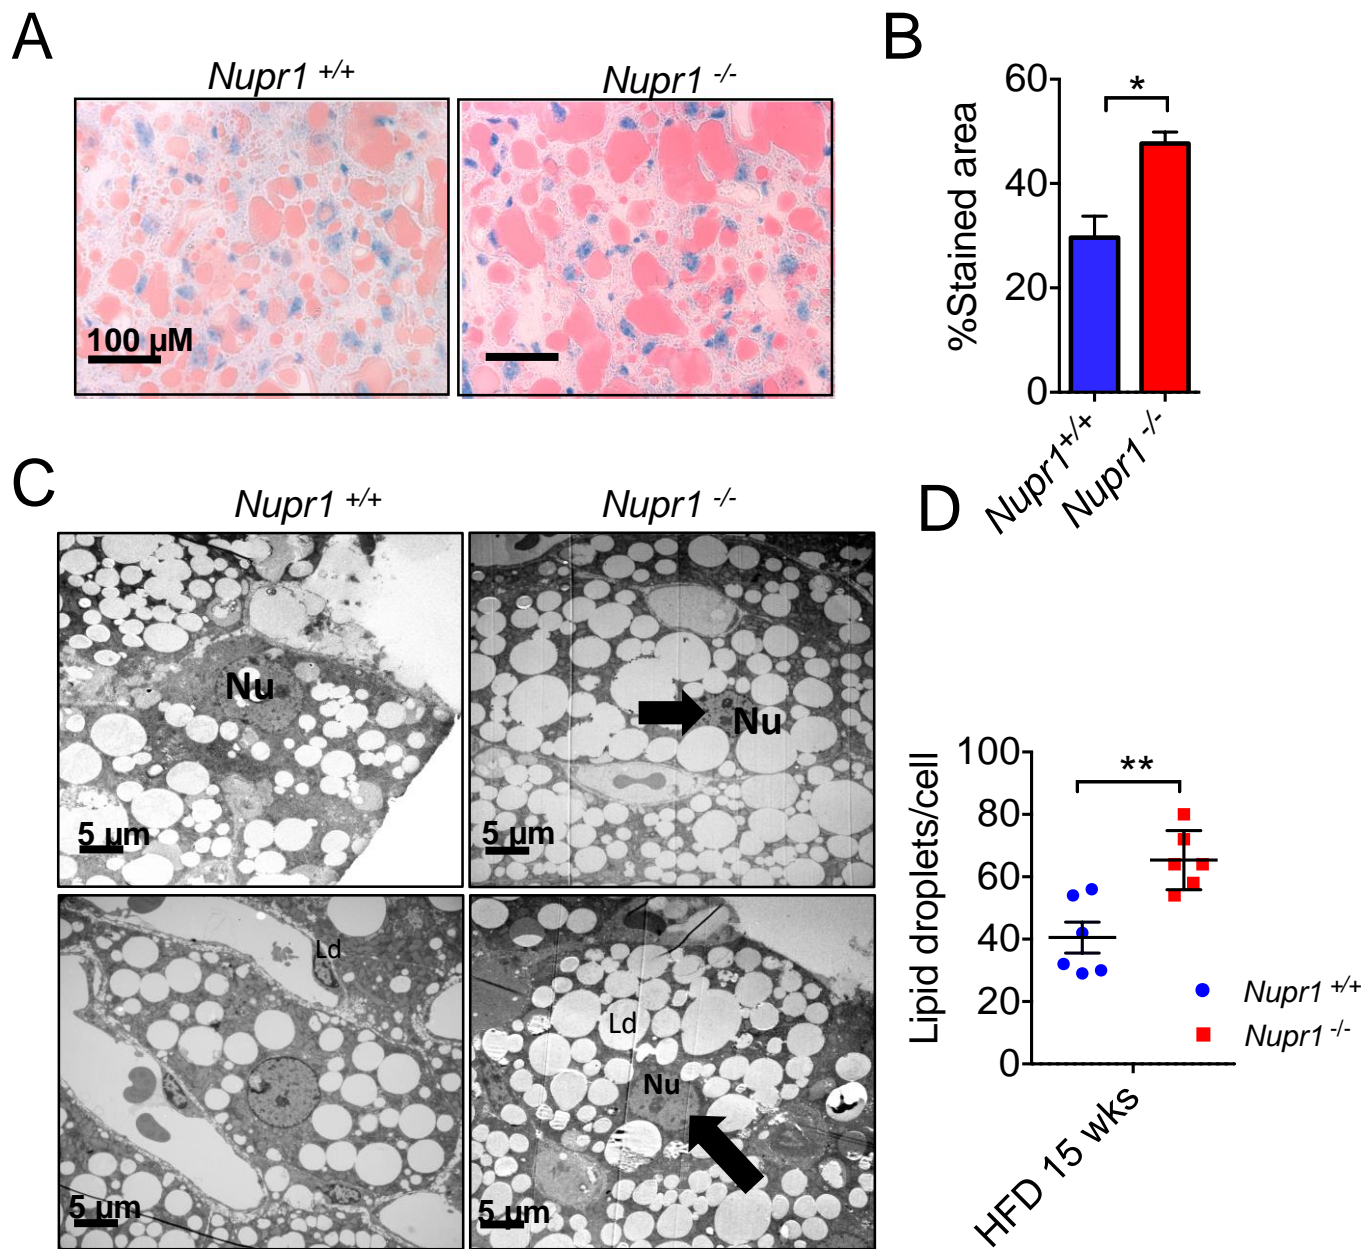 A
Nupr1 +/+
Nupr1 -/-
100 µM
B
60
40
20
0
%Stained area
*
Nupr1+/+
Nupr1 -/-
C
Nupr1 +/+
Nupr1 -/-
Nu
5 µm
Nu
5 µm
Ld
5 µm
Ld
Nu
5 µm
D
100
80
60
40
20
0
Lipid droplets/cell
**
Nupr1 +/+
Nupr1 -/-
HFD 15 wks